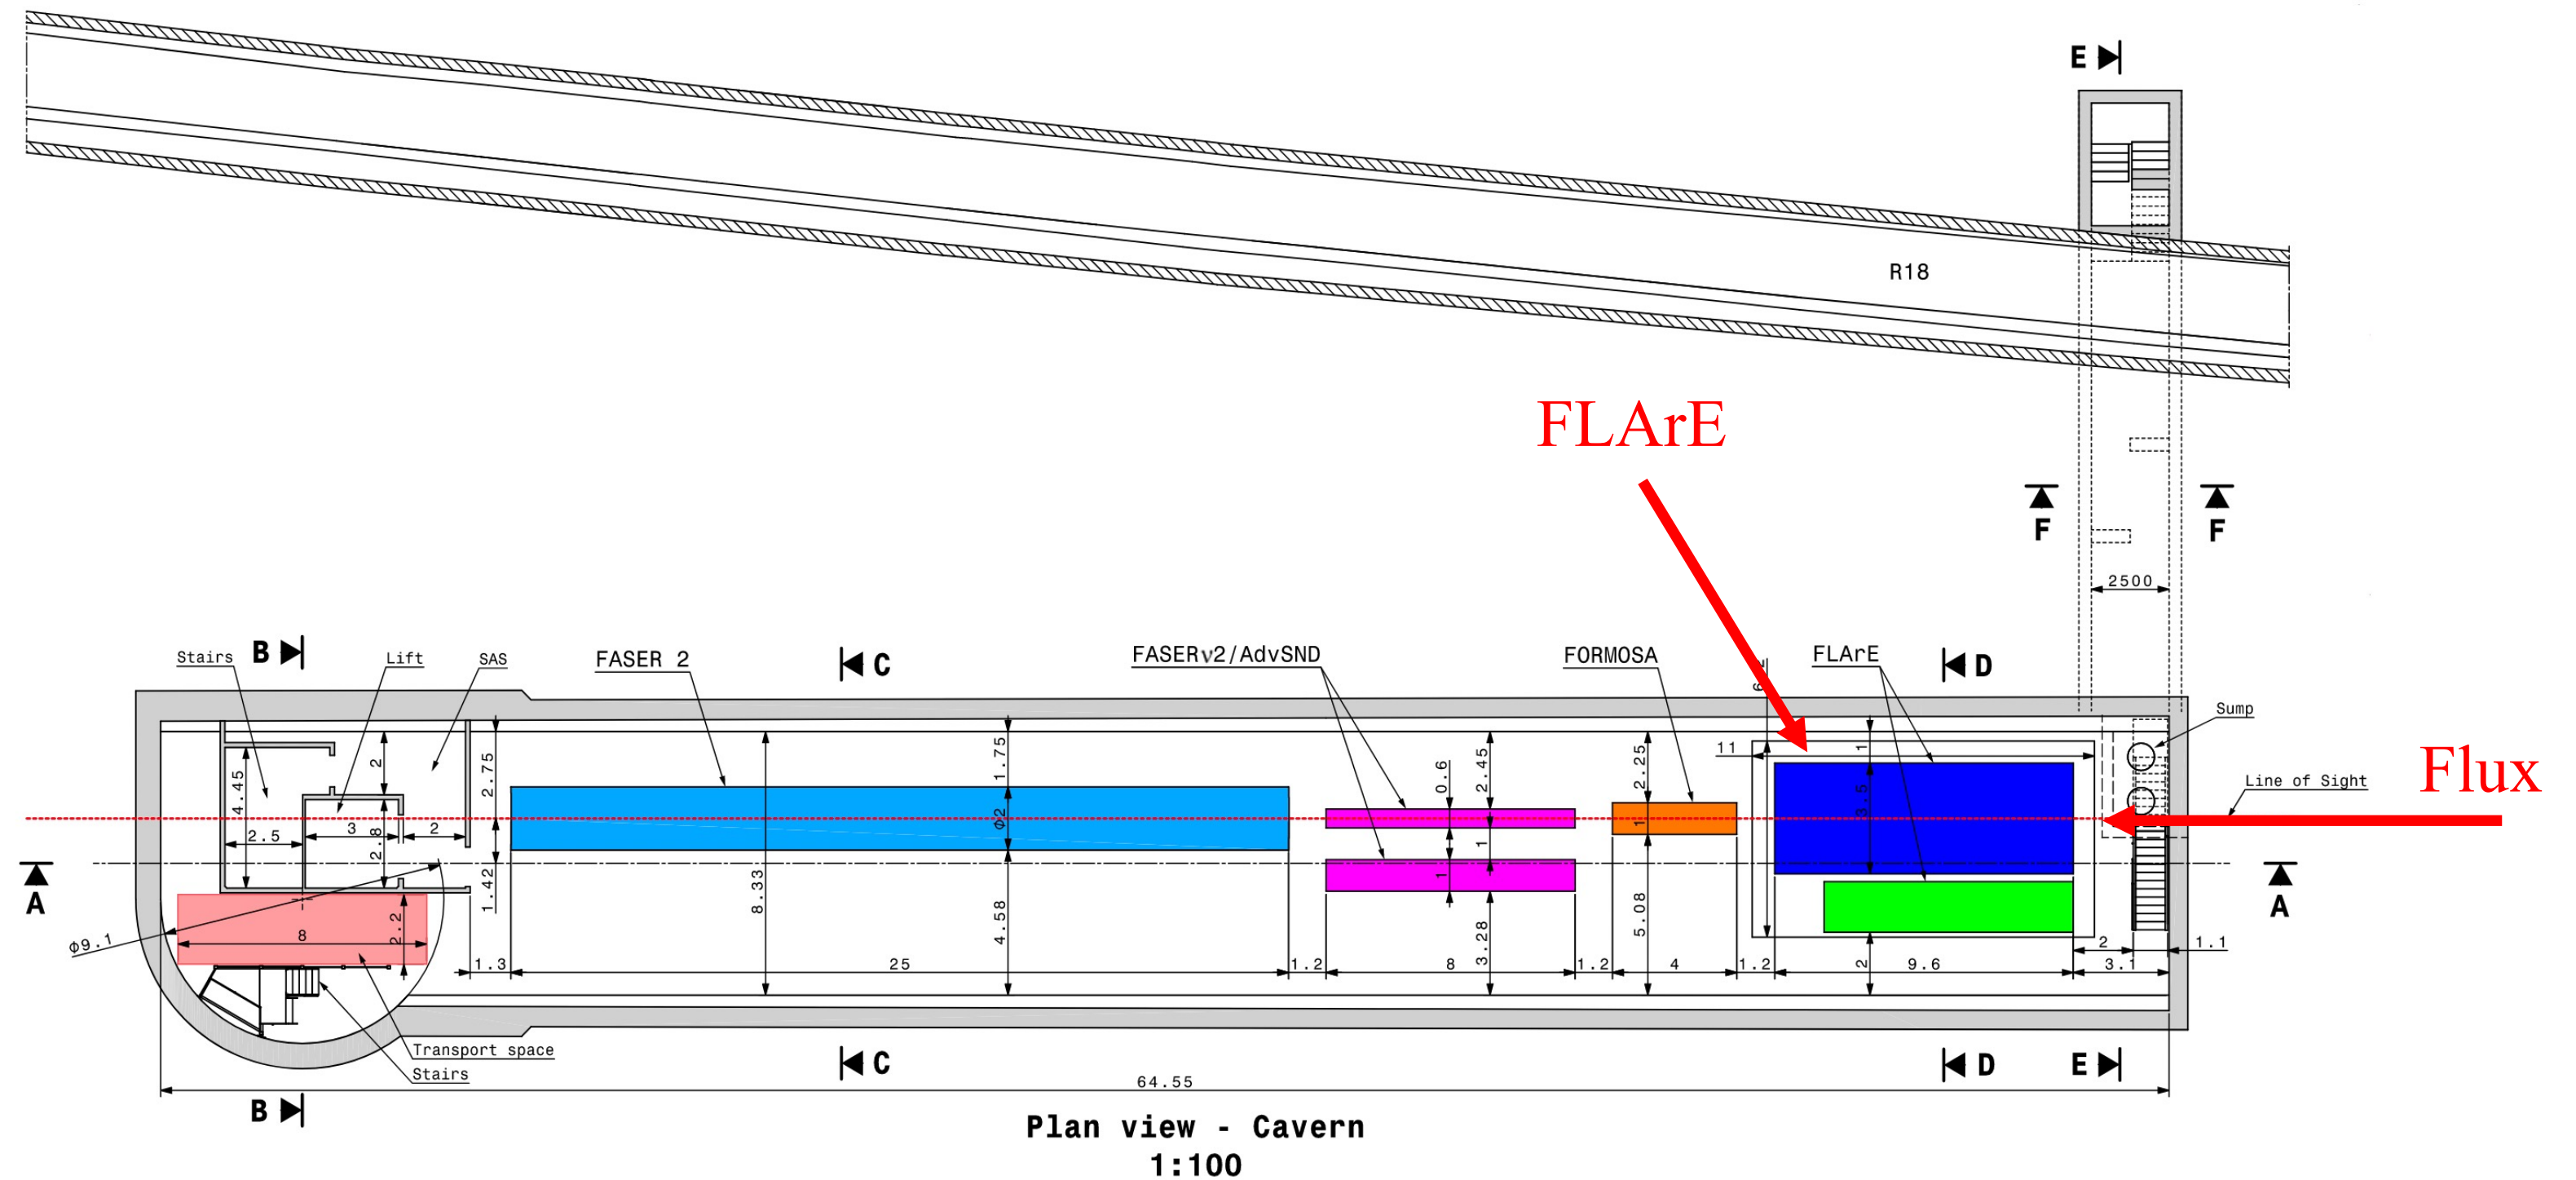 E
R18
FLArE
F
F
2500
B
Stairs
Lift
SAS
FASER 2
C
FASERν2/AdvSND
FORMOSA
FLArE
D
Sump
Line of Sight
Flux
11
1
3.5
2.75
1.75
Φ2
0.6
2.45
2.25
1
4.45
2
2.5
3
2.8
2
1.42
8.33
4.58
1
1
3.28
5.08
A
A
Φ9.1
8
2.2
1.3
25
1.2
8
1.2
4
1.2
2
9.6
2
1.1
3.1
Transport space
Stairs
C
D
E
64.55
B
Plan view - Cavern
1:100